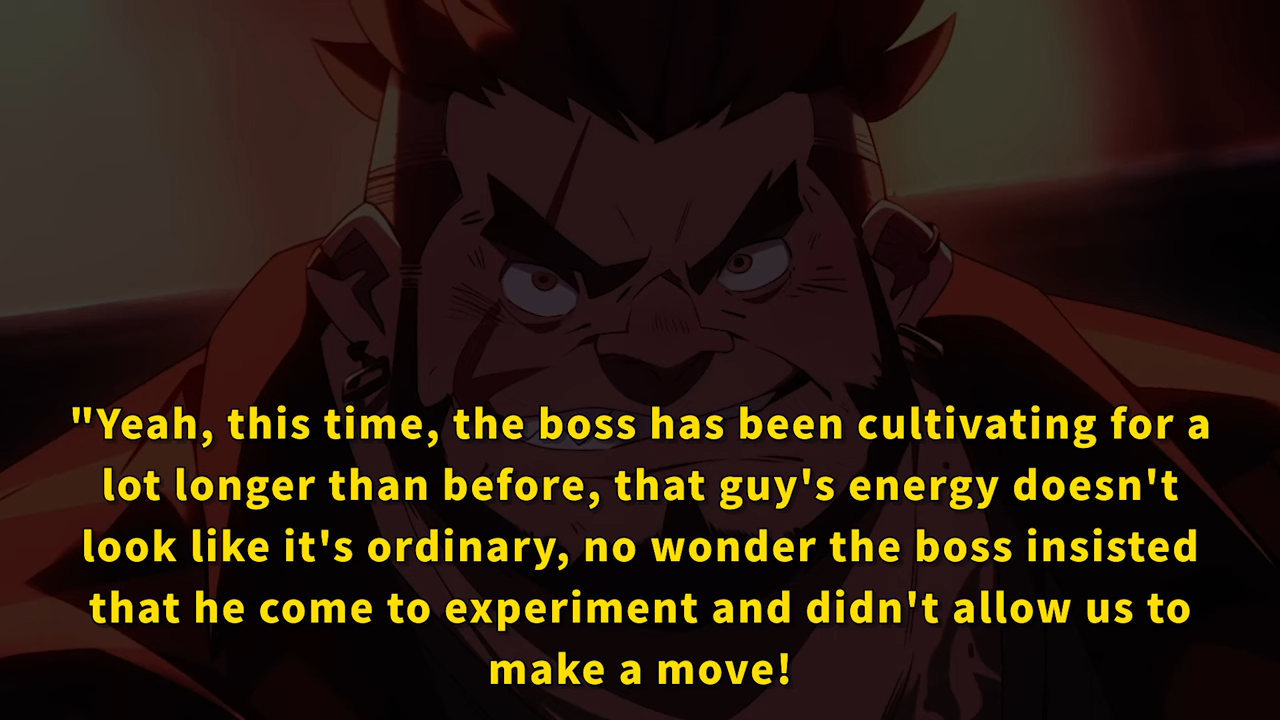 "Yeah, this time, the boss has been cultivating for a
lot longer than before, that guy's energy doesn't
look like it's ordinary, no wonder the boss insisted
that he come to experiment and didn't allow us to
make a move!